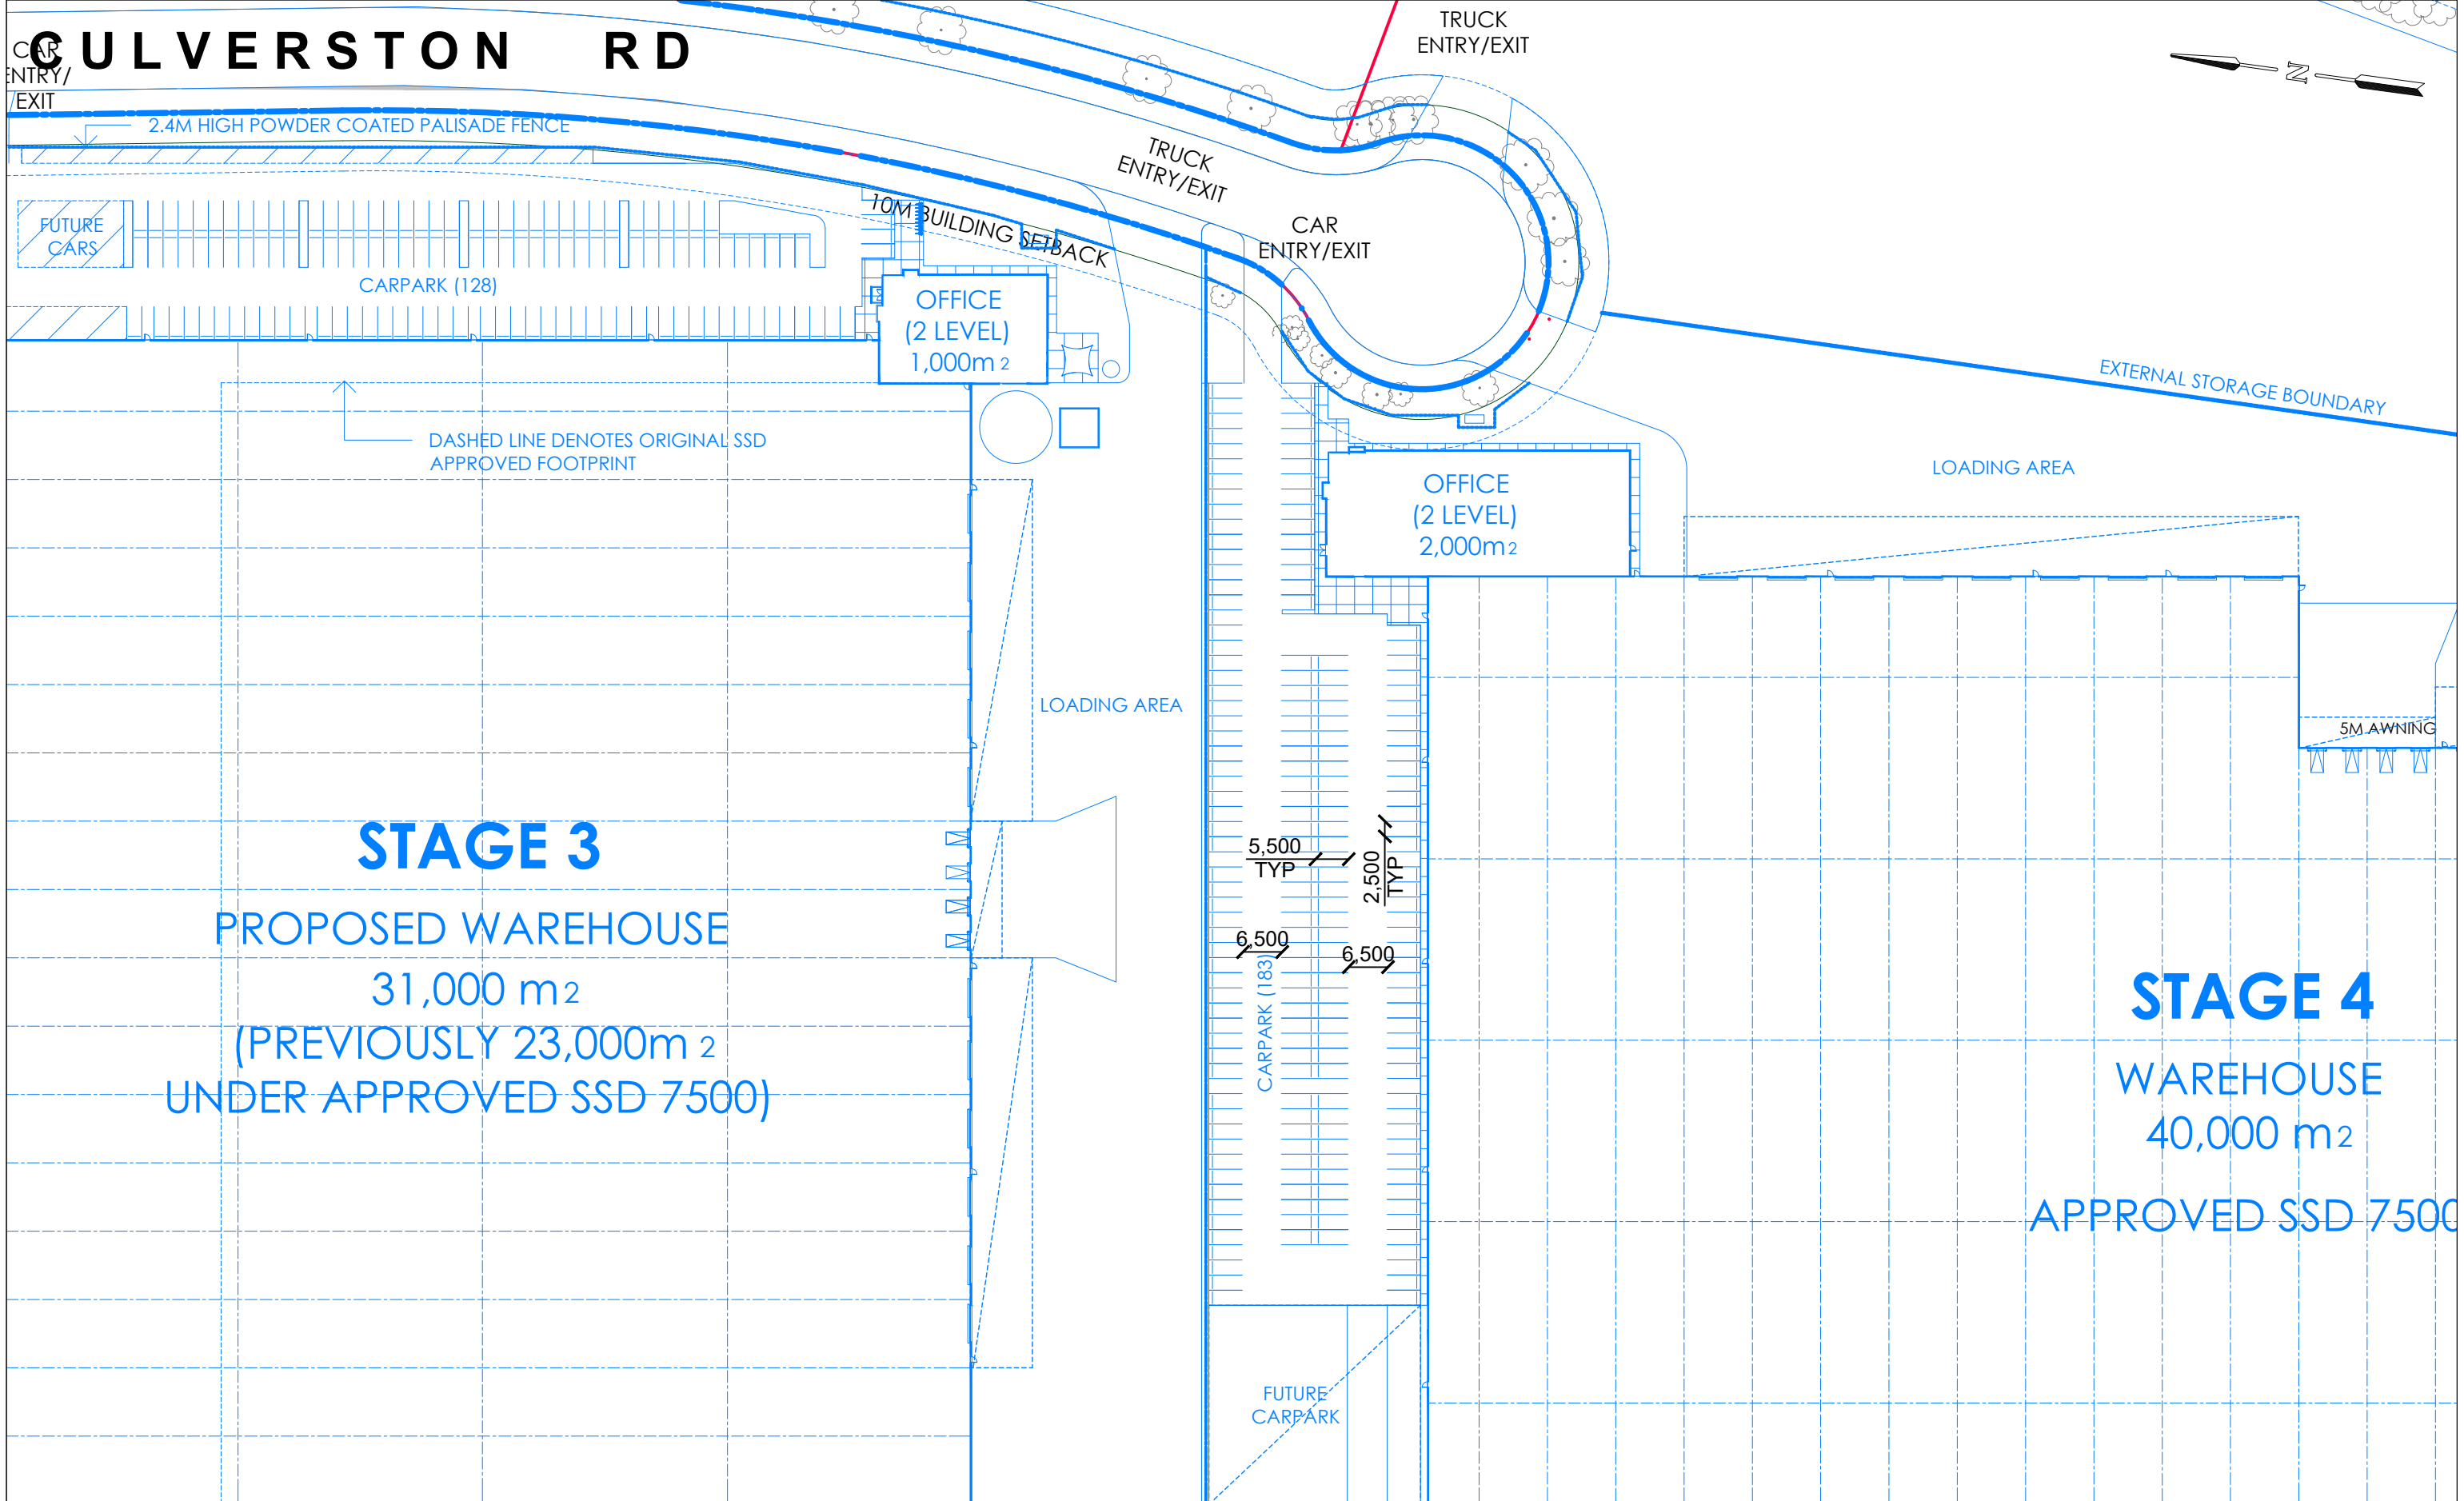 CULVERSTON RD
CAR
ENTRY/
EXIT
TRUCK
ENTRY/EXIT
N
2.4M HIGH POWDER COATED PALISADE FENCE
TRUCK
ENTRY/EXIT
10M BUILDING SETBACK
CAR
ENTRY/EXIT
FUTURE
CARS
CARPARK (128)
OFFICE
(2 LEVEL)
1,000m 2
EXTERNAL STORAGE BOUNDARY
DASHED LINE DENOTES ORIGINAL SSD
APPROVED FOOTPRINT
LOADING AREA
OFFICE
(2 LEVEL)
2,000m 2
LOADING AREA
5M AWNING
STAGE 3
PROPOSED WAREHOUSE
31,000 m2
(PREVIOUSLY 23,000m 2
UNDER APPROVED SSD 7500)
5,500
TYP
2,500
TYP
6,500
6,500
CARPARK (183)
STAGE 4
WAREHOUSE
40,000 m2
APPROVED SSD 7500
FUTURE
CARPARK